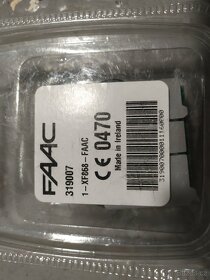 FAAC
319007
1-XF868-FAAC
CE 0470
Made in Ireland